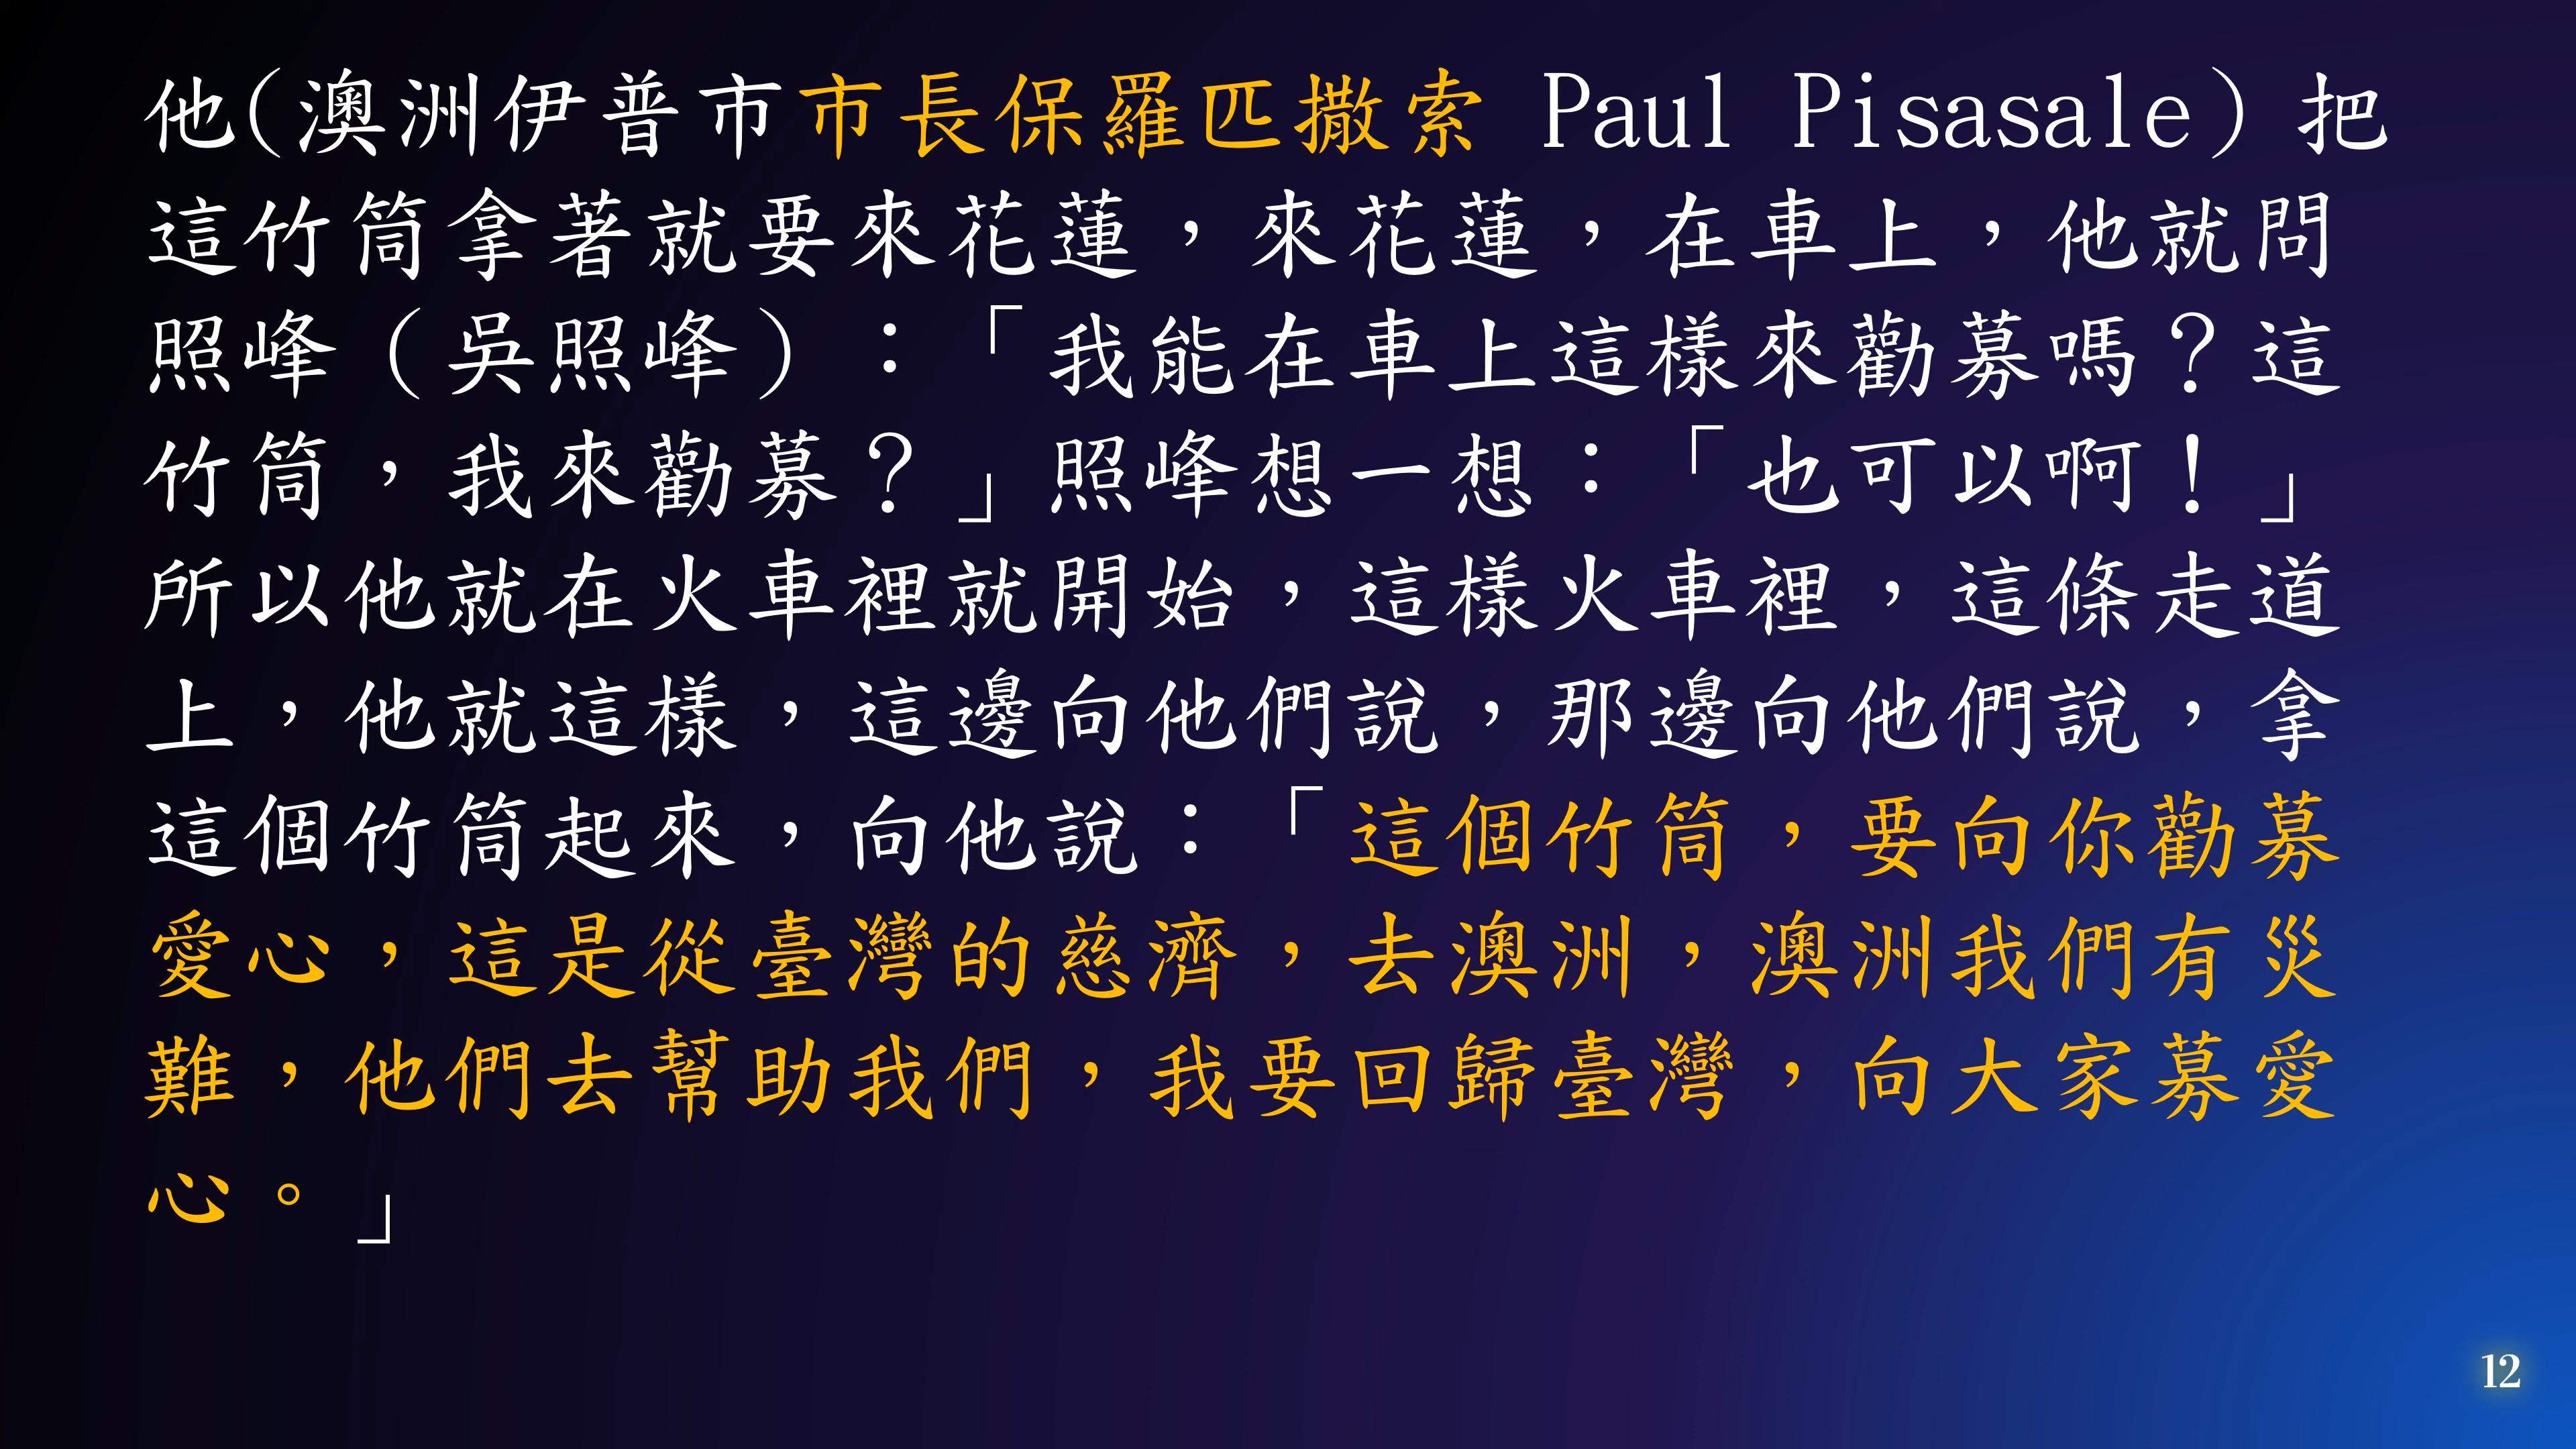 他(澳洲伊普市市長保羅匹撒索 Paul Pisasale) 把
這竹筒拿著就要來花蓮，來花蓮，在車上，他就問
照峰（吳照峰）：「我能在車上這樣來勸募嗎？這
竹筒，我來勸募？」照峰想一想：「也可以啊！」
所以他就在火車裡就開始，這樣火車裡，這條走道
上，他就這樣，這邊向他們說，那邊向他們說，拿
這個竹筒起來，向他說：「這個竹筒，要向你勸募
愛心，這是從臺灣的慈濟，去澳洲，澳洲我們有災
難，他們去幫助我們，我要回歸臺灣，向大家募愛
心。」
12